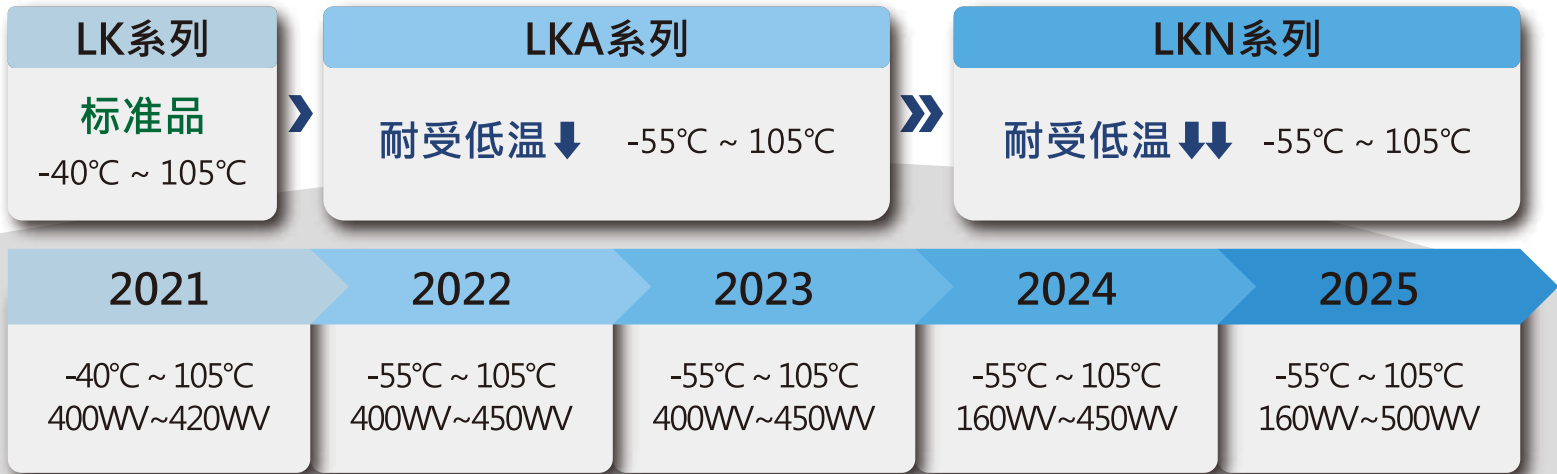 LK系列
标准品
-40℃ ~ 105℃
LKA系列
耐受低温 -55℃ ~ 105℃
LKN系列
耐受低温 -55℃ ~ 105℃
2021
-40℃ ~ 105℃
400WV~420WV
2022
-55℃ ~ 105℃
400WV~450WV
2023
-55℃ ~ 105℃
400WV~450WV
2024
-55℃ ~ 105℃
160WV~450WV
2025
-55℃ ~ 105℃
160WV~500WV